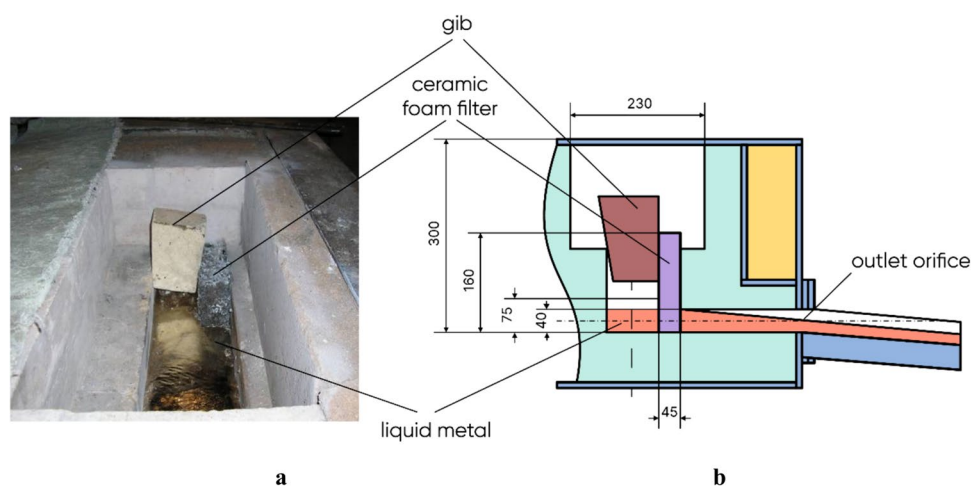 gib
ceramic
foam filter
230
300
160
75
40
outlet orifice
45
liquid metal
a
b